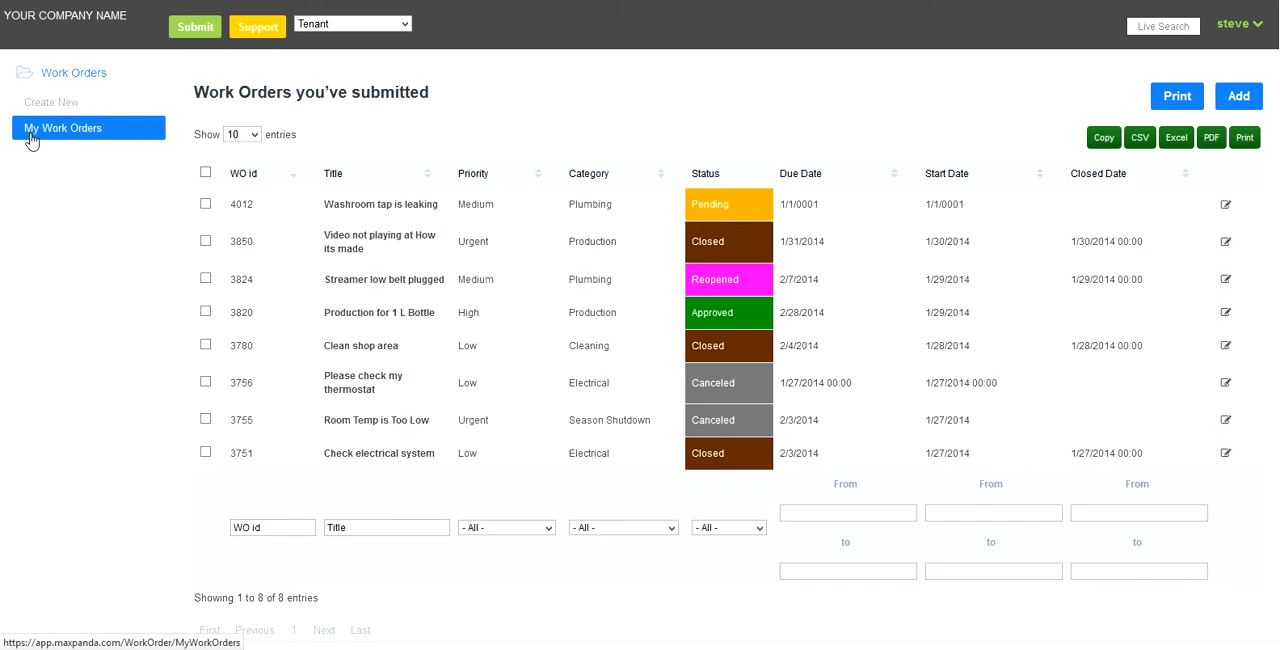 YOUR COMPANY NAME
Submit Support Tenant Live Search steve
Work Orders
Create New
My Work Orders
Work Orders you've submitted
Print Add
Show 10 entries
Copy CSV Excel PDF Print
WO id Title Priority Category Status Due Date Start Date Closed Date
4012 Washroom tap is leaking Medium Plumbing Pending 1/1/0001 1/1/0001
3850 Video not playing at How its made Urgent Production Closed 1/31/2014 1/30/2014 1/30/2014 00:00
3824 Streamer low belt plugged Medium Plumbing Reopened 2/7/2014 1/29/2014 1/29/2014 00:00
3820 Production for 1 L Bottle High Production Approved 2/28/2014 1/29/2014
3780 Clean shop area Low Cleaning Closed 2/4/2014 1/28/2014 1/28/2014 00:00
3756 Please check my thermostat Low Electrical Canceled 1/27/2014 00:00 1/27/2014 00:00
3755 Room Temp is Too Low Urgent Season Shutdown Canceled 2/3/2014 1/27/2014
3751 Check electrical system Low Electrical Closed 2/3/2014 1/27/2014 1/27/2014 00:00
From From From
WO id Title - All - - All - - All -
to to to
Showing 1 to 8 of 8 entries
First Previous 1 Next Last
https://app.maxpanda.com/WorkOrder/MyWorkOrders